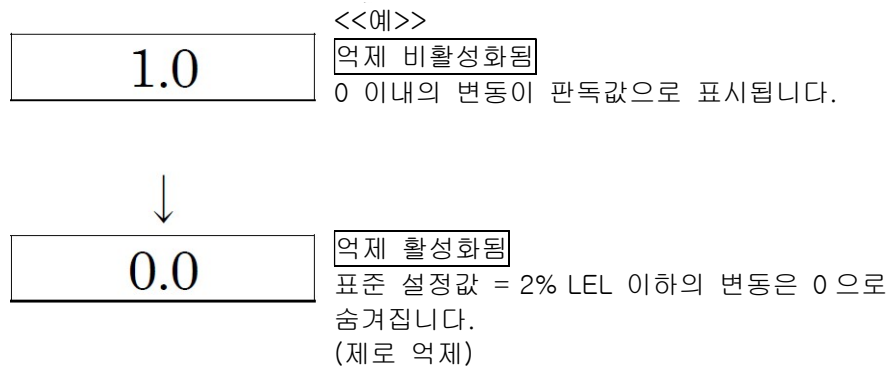 <<예>>
1.0
억제 비활성화됨
0 이내의 변동이 판독값으로 표시됩니다.
↓
0.0
억제 활성화됨
표준 설정값 = 2% LEL 이하의 변동은 0 으로
숨겨집니다.
(제로 억제)